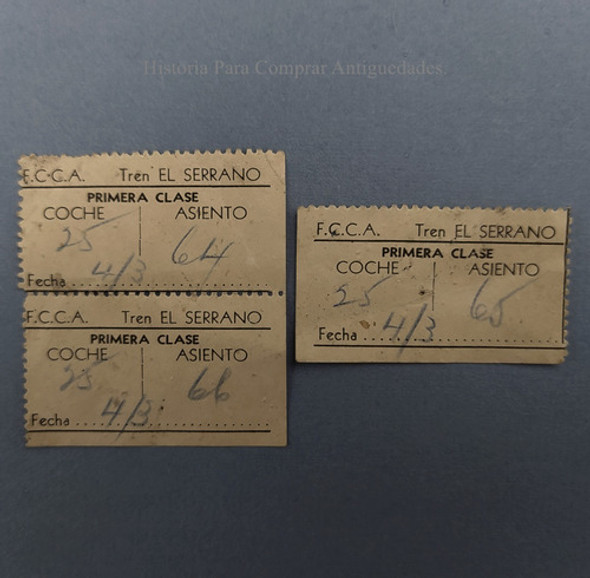 Historia Para Comprar Antiguedades.
F.C.C.A. Tren EL SERRANO
PRIMERA CLASE
COCHE ASIENTO
25 64
Fecha 4/3
F.C.C.A. Tren EL SERRANO
PRIMERA CLASE
COCHE ASIENTO
25 66
Fecha 4/3
F.C.C.A. Tren EL SERRANO
PRIMERA CLASE
COCHE ASIENTO
25 65
Fecha 4/3